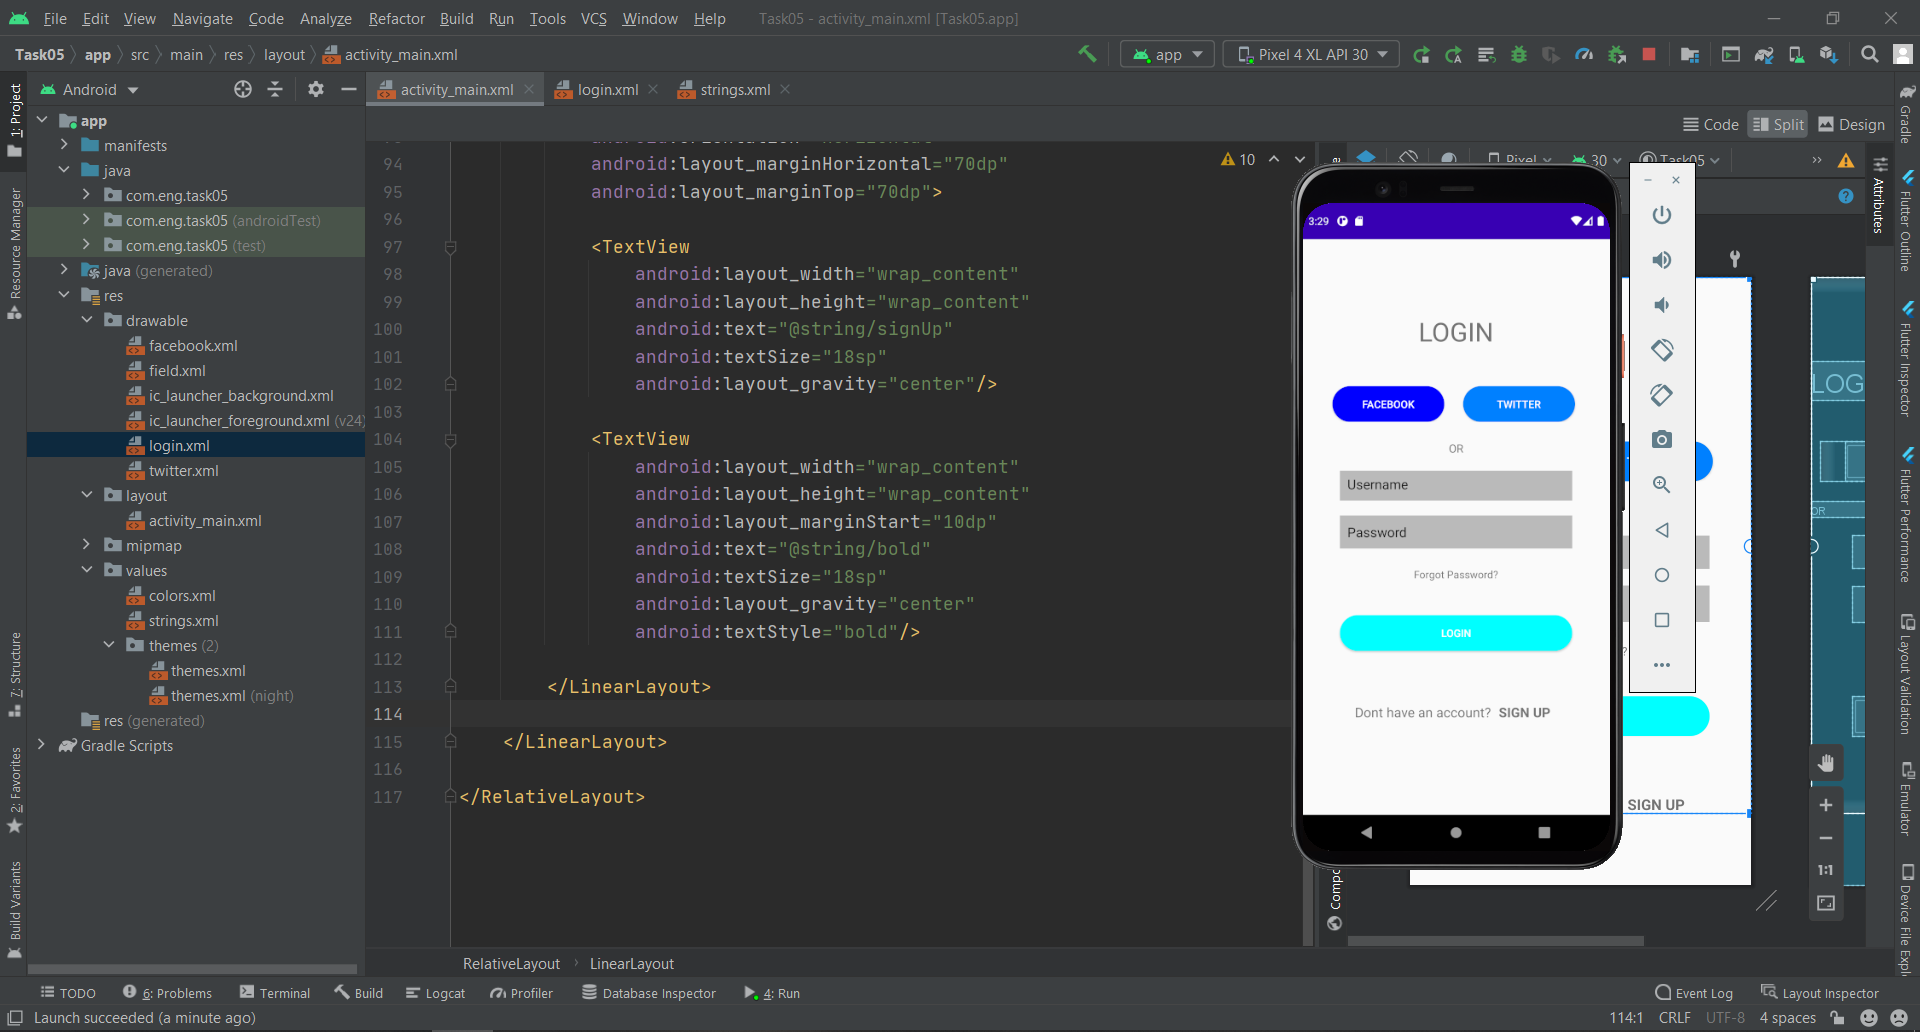 File Edit View Navigate Code Analyze Refactor Build Run Tools VCS Window Help Task05 - activity_main.xml [Task05.app]
Task05 app src main res layout activity_main.xml
app Pixel 4 XL API 30
1: Project
Resource Manager
7: Structure
2: Favorites
Build Variants
Android
app
manifests
java
com.eng.task05
com.eng.task05 (androidTest)
com.eng.task05 (test)
java (generated)
res
drawable
facebook.xml
field.xml
ic_launcher_background.xml
ic_launcher_foreground.xml (v24)
login.xml
twitter.xml
layout
activity_main.xml
mipmap
values
colors.xml
strings.xml
themes (2)
themes.xml
themes.xml (night)
res (generated)
Gradle Scripts
activity_main.xml login.xml strings.xml
Code Split Design
10
94 android:layout_marginHorizontal="70dp"
95 android:layout_marginTop="70dp">
96
97 <TextView
98 android:layout_width="wrap_content"
99 android:layout_height="wrap_content"
100 android:text="@string/signUp"
101 android:textSize="18sp"
102 android:layout_gravity="center"/>
103
104 <TextView
105 android:layout_width="wrap_content"
106 android:layout_height="wrap_content"
107 android:layout_marginStart="10dp"
108 android:text="@string/bold"
109 android:textSize="18sp"
110 android:layout_gravity="center"
111 android:textStyle="bold"/>
112
113 </LinearLayout>
114
115 </LinearLayout>
116
117 </RelativeLayout>
RelativeLayout LinearLayout
Pixel 30 Task05
3:29
LOGIN
FACEBOOK TWITTER
OR
Username
Password
Forgot Password?
LOGIN
Dont have an account? SIGN UP
SIGN UP
LOG
OR
1:1
Attributes
Gradle
Flutter Outline
Flutter Inspector
Flutter Performance
Layout Validation
Emulator
Device File Explo
Compo
TODO 6: Problems Terminal Build Logcat Profiler Database Inspector 4: Run Event Log Layout Inspector
Launch succeeded (a minute ago) 114:1 CRLF UTF-8 4 spaces